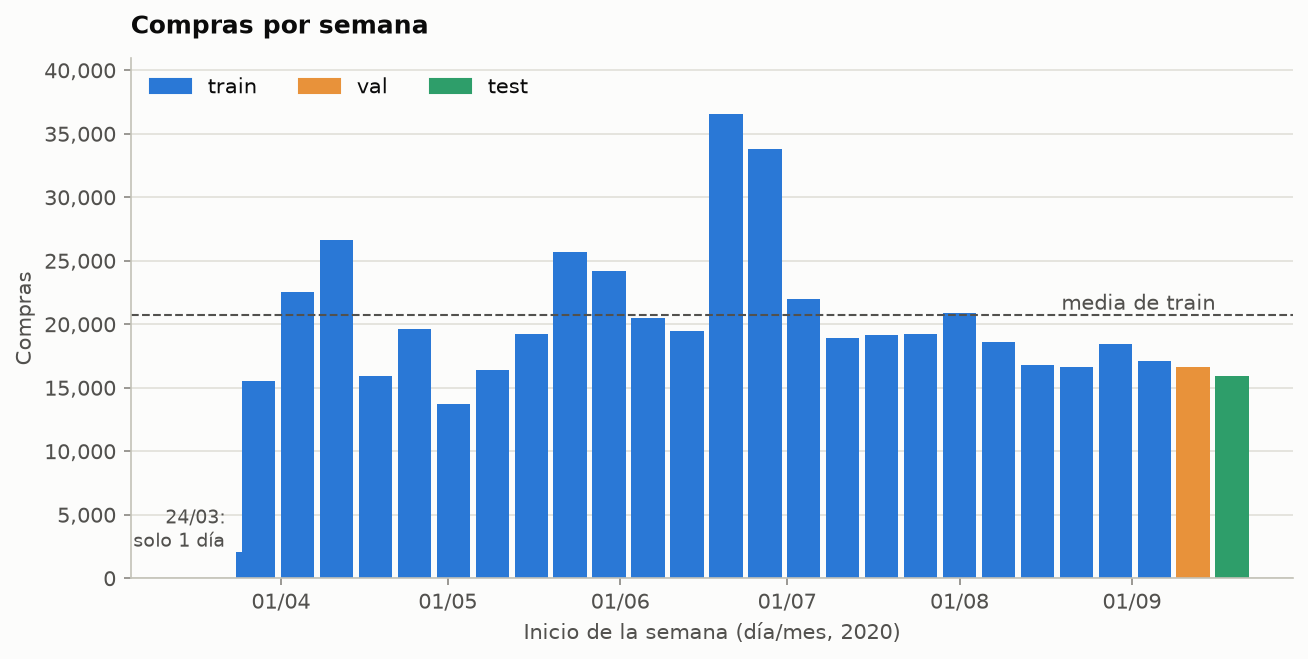 Compras por semana
train val test
40,000
35,000
30,000
25,000
20,000
15,000
10,000
5,000
0
Compras
media de train
24/03:
solo 1 día
01/04 01/05 01/06 01/07 01/08 01/09
Inicio de la semana (día/mes, 2020)